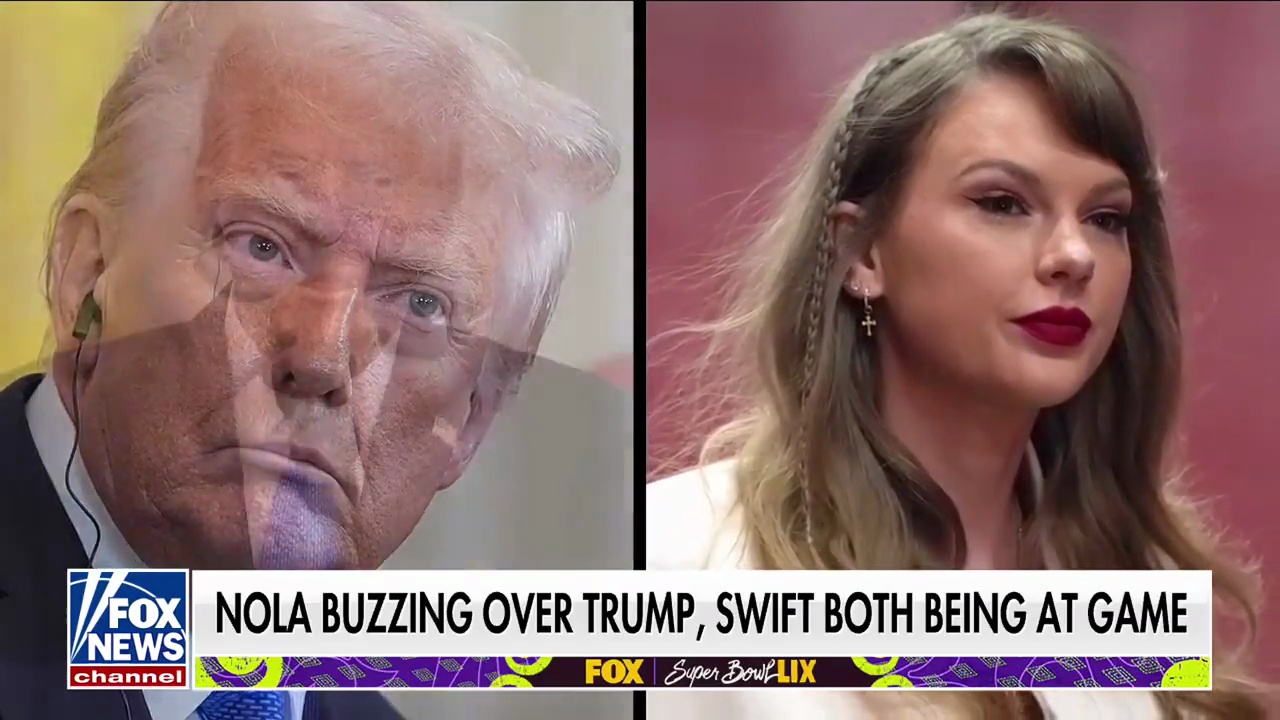 FOX
NEWS
channel
NOLA BUZZING OVER TRUMP, SWIFT BOTH BEING AT GAME
FOX Super Bowl LIX